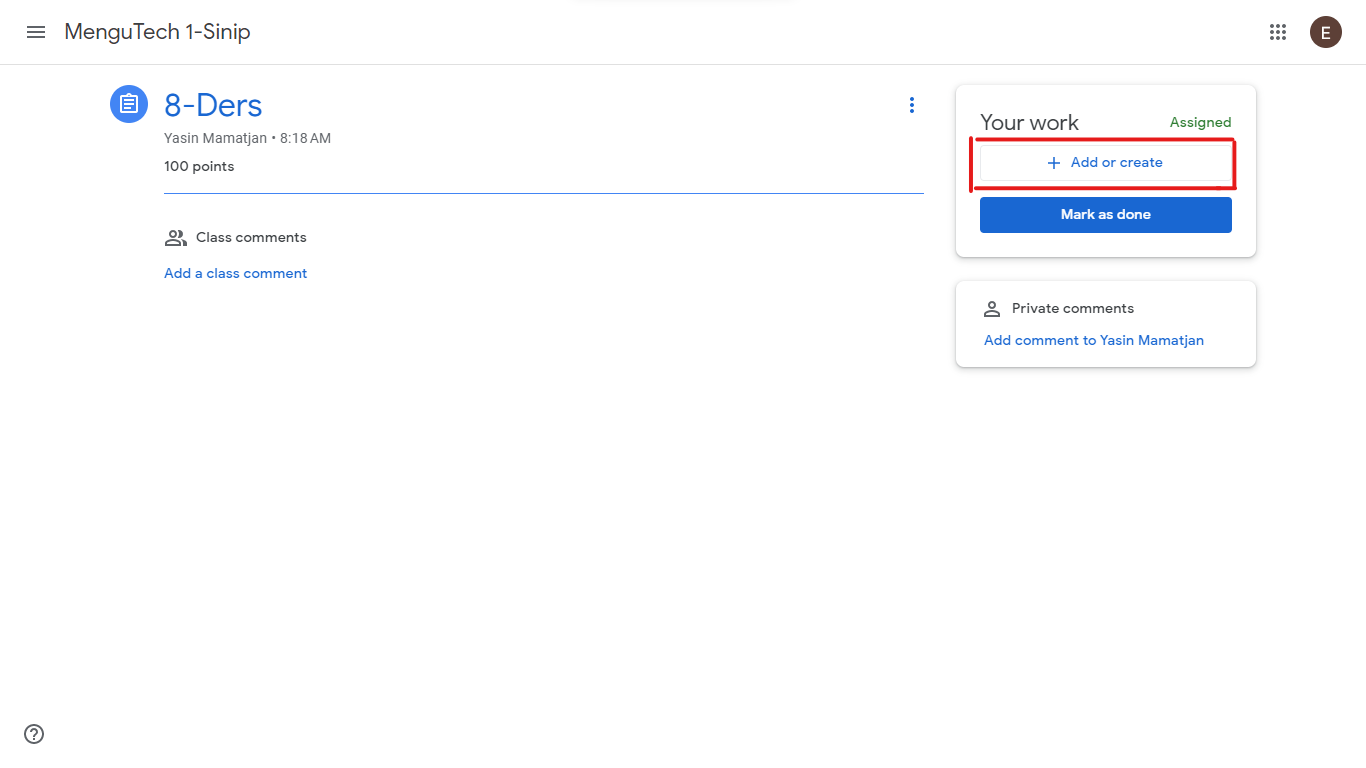 MenguTech 1-Sinip
E
8-Ders
Yasin Mamatjan • 8:18 AM
100 points
Class comments
Add a class comment
Your work
Assigned
+ Add or create
Mark as done
Private comments
Add comment to Yasin Mamatjan
?